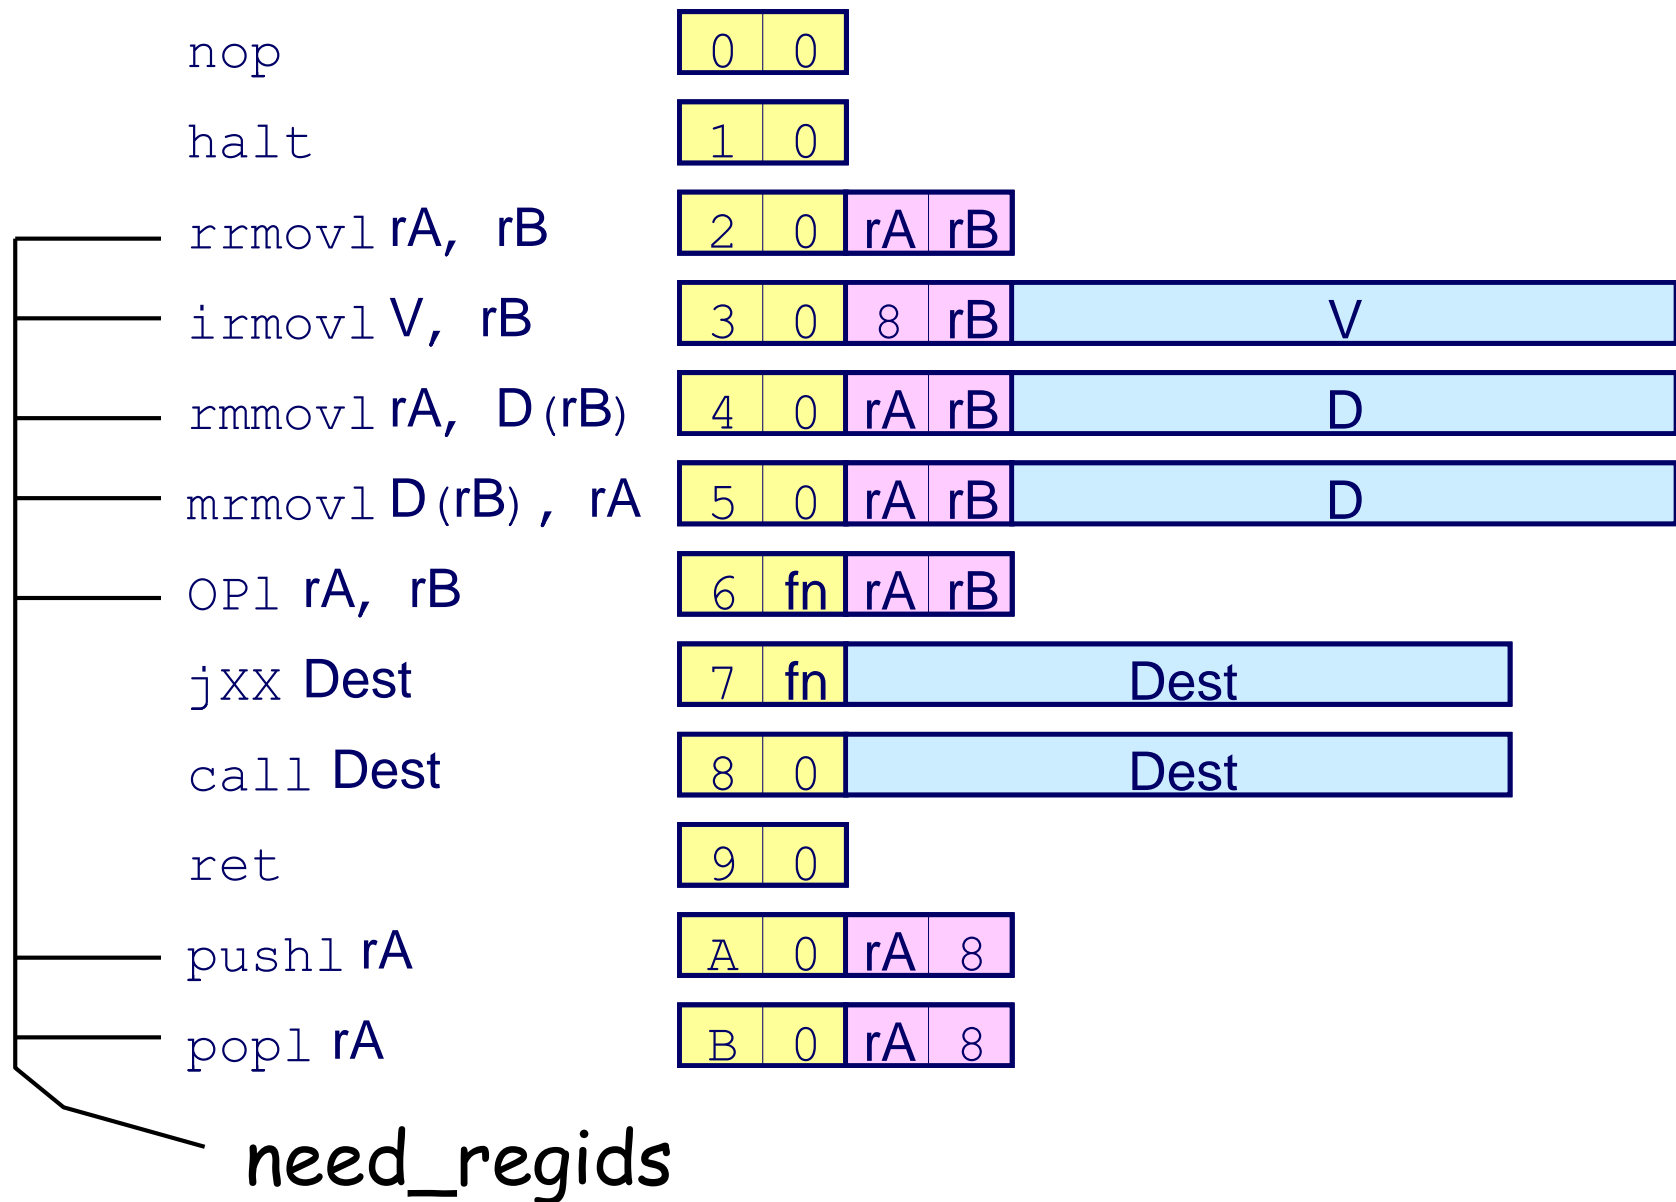 nop 0 0
halt 1 0
rrmovl rA, rB 2 0 rA rB
irmovl V, rB 3 0 8 rB V
rmmovl rA, D(rB) 4 0 rA rB D
mrmovl D(rB), rA 5 0 rA rB D
OPl rA, rB 6 fn rA rB
jXX Dest 7 fn Dest
call Dest 8 0 Dest
ret 9 0
pushl rA A 0 rA 8
popl rA B 0 rA 8
need_regids